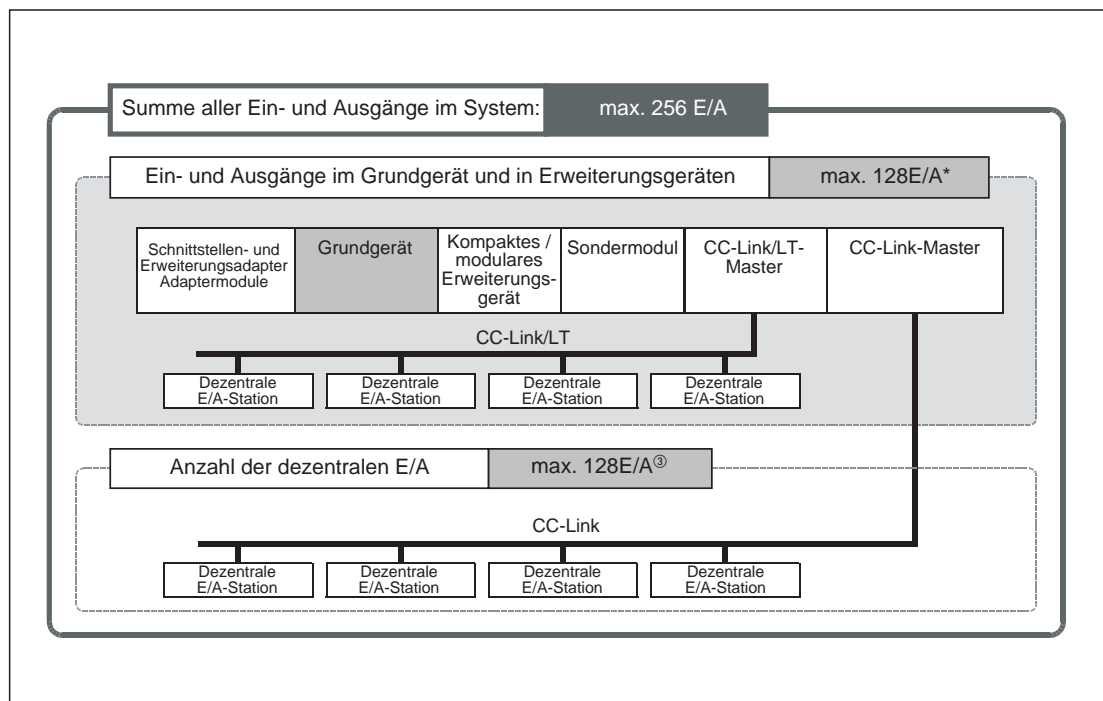 Summe aller Ein- und Ausgänge im System:
max. 256 E/A
Ein- und Ausgänge im Grundgerät und in Erweiterungsgeräten
max. 128E/A*
Schnittstellen- und
Erweiterungsadapter
Adaptermodule
Grundgerät
Kompaktes /
modulares
Erweiterungs-
gerät
Sondermodul
CC-Link/LT-
Master
CC-Link-Master
CC-Link/LT
Dezentrale
E/A-Station
Dezentrale
E/A-Station
Dezentrale
E/A-Station
Dezentrale
E/A-Station
Anzahl der dezentralen E/A
max. 128E/A③
CC-Link
Dezentrale
E/A-Station
Dezentrale
E/A-Station
Dezentrale
E/A-Station
Dezentrale
E/A-Station